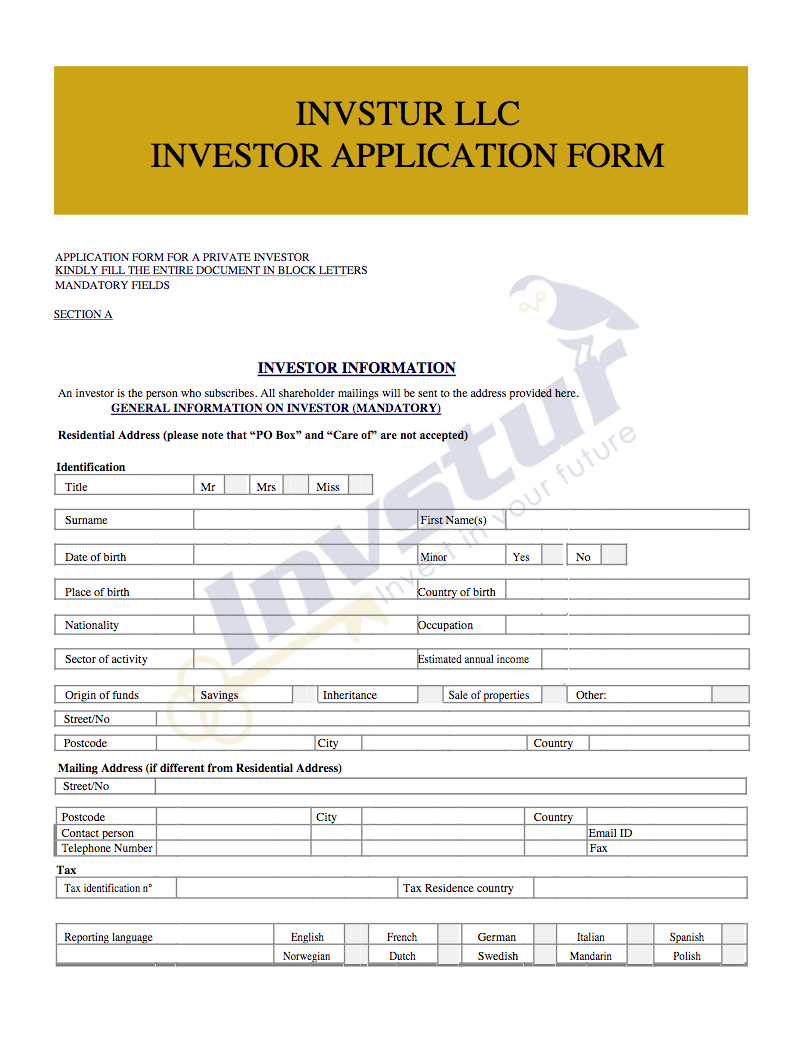 INVSTUR LLC
INVESTOR APPLICATION FORM
APPLICATION FORM FOR A PRIVATE INVESTOR
KINDLY FILL THE ENTIRE DOCUMENT IN BLOCK LETTERS
MANDATORY FIELDS
SECTION A
INVESTOR INFORMATION
An investor is the person who subscribes. All shareholder mailings will be sent to the address provided here.
GENERAL INFORMATION ON INVESTOR (MANDATORY)
Residential Address (please note that “PO Box” and “Care of” are not accepted)
Identification
Title Mr Mrs Miss
Surname First Name(s)
Date of birth Minor Yes No
Place of birth Country of birth
Nationality Occupation
Sector of activity Estimated annual income
Origin of funds Savings Inheritance Sale of properties Other:
Street/No
Postcode City Country
Mailing Address (if different from Residential Address)
Street/No
Postcode City Country
Contact person Email ID
Telephone Number Fax
Tax
Tax identification n° Tax Residence country
Reporting language English French German Italian Spanish
Norwegian Dutch Swedish Mandarin Polish
Invstur
Invest in your future